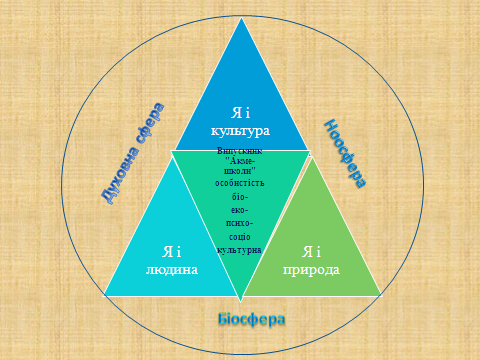 Духовна сфера
Ноосфера
Я і
культура
Випускник
"Акме-
школи"
особистість
біо-
еко-
психо-
соціо
культурна
Я і
людина
Я і
природа
Біосфера